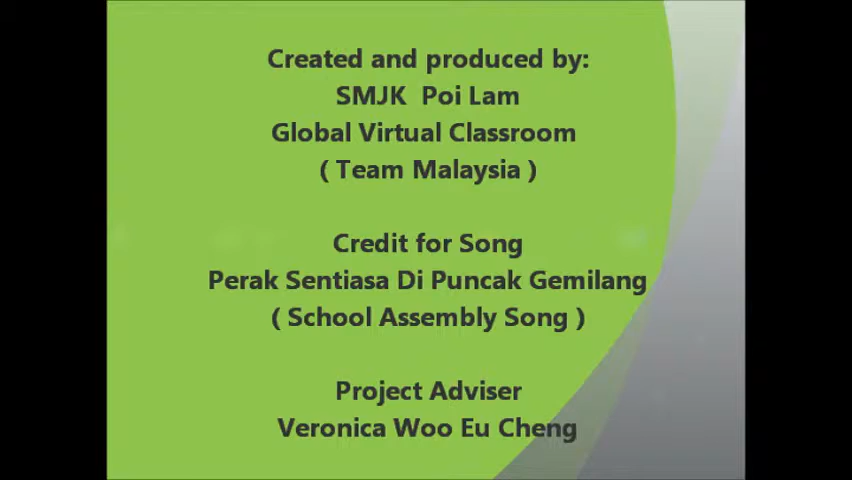 Created and produced by:
SMJK Poi Lam
Global Virtual Classroom
( Team Malaysia )
Credit for Song
Perak Sentiasa Di Puncak Gemilang
( School Assembly Song )
Project Adviser
Veronica Woo Eu Cheng